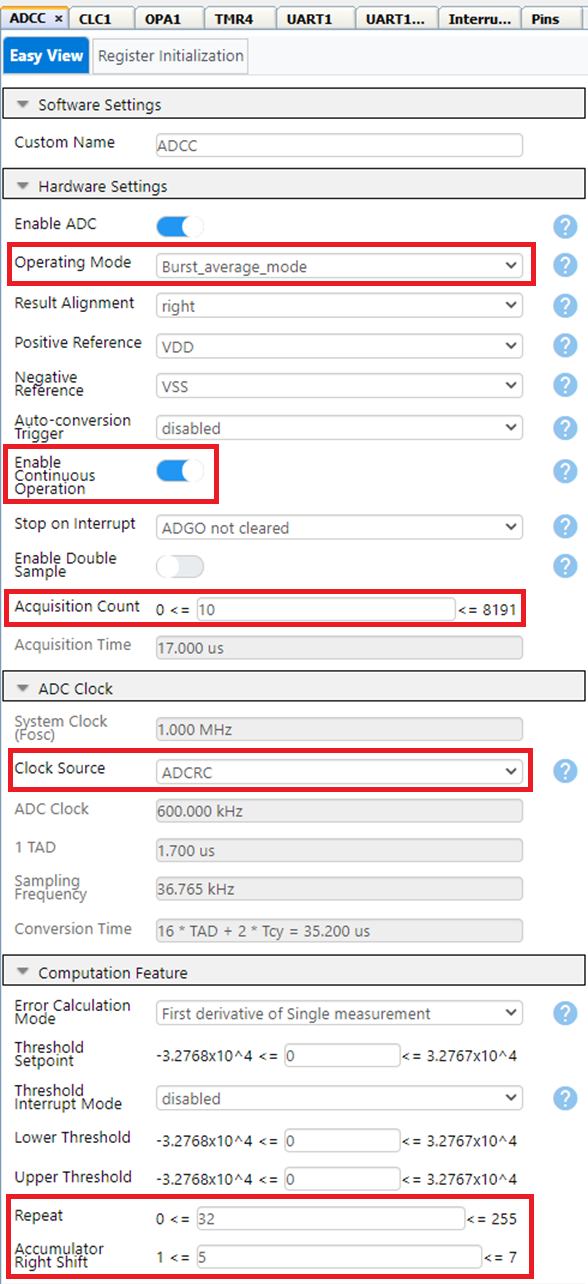 ADCC × CLC1 OPA1 TMR4 UART1 UART1... Interru... Pins
Easy View Register Initialization
Software Settings
Custom Name ADCC
Hardware Settings
Enable ADC ?
Operating Mode Burst_average_mode ?
Result Alignment right ?
Positive Reference VDD ?
Negative
Reference VSS ?
Auto-conversion
Trigger disabled ?
Enable
Continuous
Operation ?
Stop on Interrupt ADGO not cleared ?
Enable Double
Sample ?
Acquisition Count 0 <= 10 <= 8191
Acquisition Time 17.000 us
ADC Clock
System Clock
(Fosc) 1.000 MHz
Clock Source ADCRC ?
ADC Clock 600.000 kHz
1 TAD 1.700 us
Sampling
Frequency 36.765 kHz
Conversion Time 16 * TAD + 2 * Tcy = 35.200 us
Computation Feature
Error Calculation
Mode First derivative of Single measurement ?
Threshold
Setpoint -3.2768x10^4 <= 0 <= 3.2767x10^4
Threshold
Interrupt Mode disabled ?
Lower Threshold -3.2768x10^4 <= 0 <= 3.2767x10^4
Upper Threshold -3.2768x10^4 <= 0 <= 3.2767x10^4
Repeat 0 <= 32 <= 255
Accumulator
Right Shift 1 <= 5 <= 7